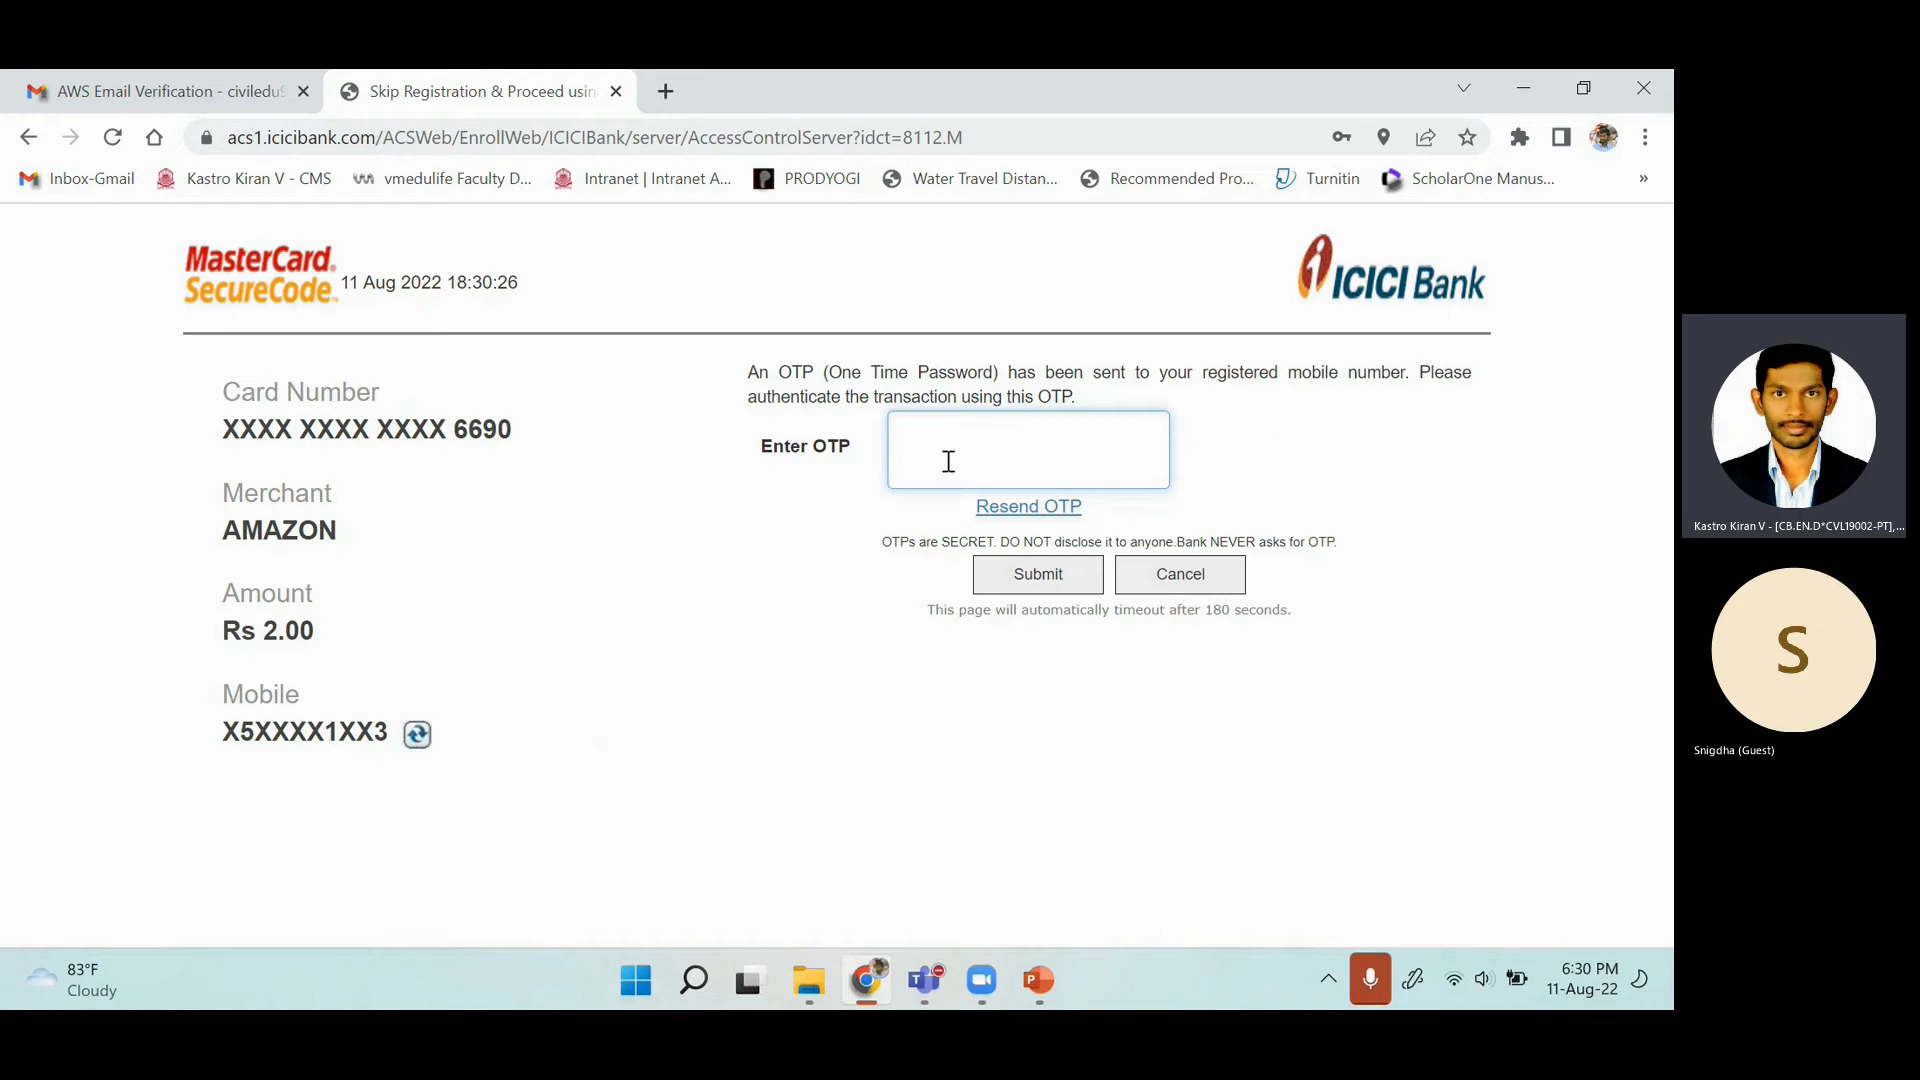 AWS Email Verification - civiledu9
Skip Registration & Proceed usin
acs1.icicibank.com/ACSWeb/EnrollWeb/ICICIBank/server/AccessControlServer?idct=8112.M
Inbox-Gmail
Kastro Kiran V - CMS
vmedulife Faculty D...
Intranet | Intranet A...
PRODYOGI
Water Travel Distan...
Recommended Pro...
Turnitin
ScholarOne Manus...
»
MasterCard.
SecureCode.
11 Aug 2022 18:30:26
ICICI Bank
Card Number
XXXX XXXX XXXX 6690
Merchant
AMAZON
Amount
Rs 2.00
Mobile
X5XXXX1XX3
An OTP (One Time Password) has been sent to your registered mobile number. Please
authenticate the transaction using this OTP.
Enter OTP
Resend OTP
OTPs are SECRET. DO NOT disclose it to anyone.Bank NEVER asks for OTP.
Submit
Cancel
This page will automatically timeout after 180 seconds.
Kastro Kiran V - [CB.EN.D*CVL19002-PT],...
S
Snigdha (Guest)
83°F
Cloudy
6:30 PM
11-Aug-22